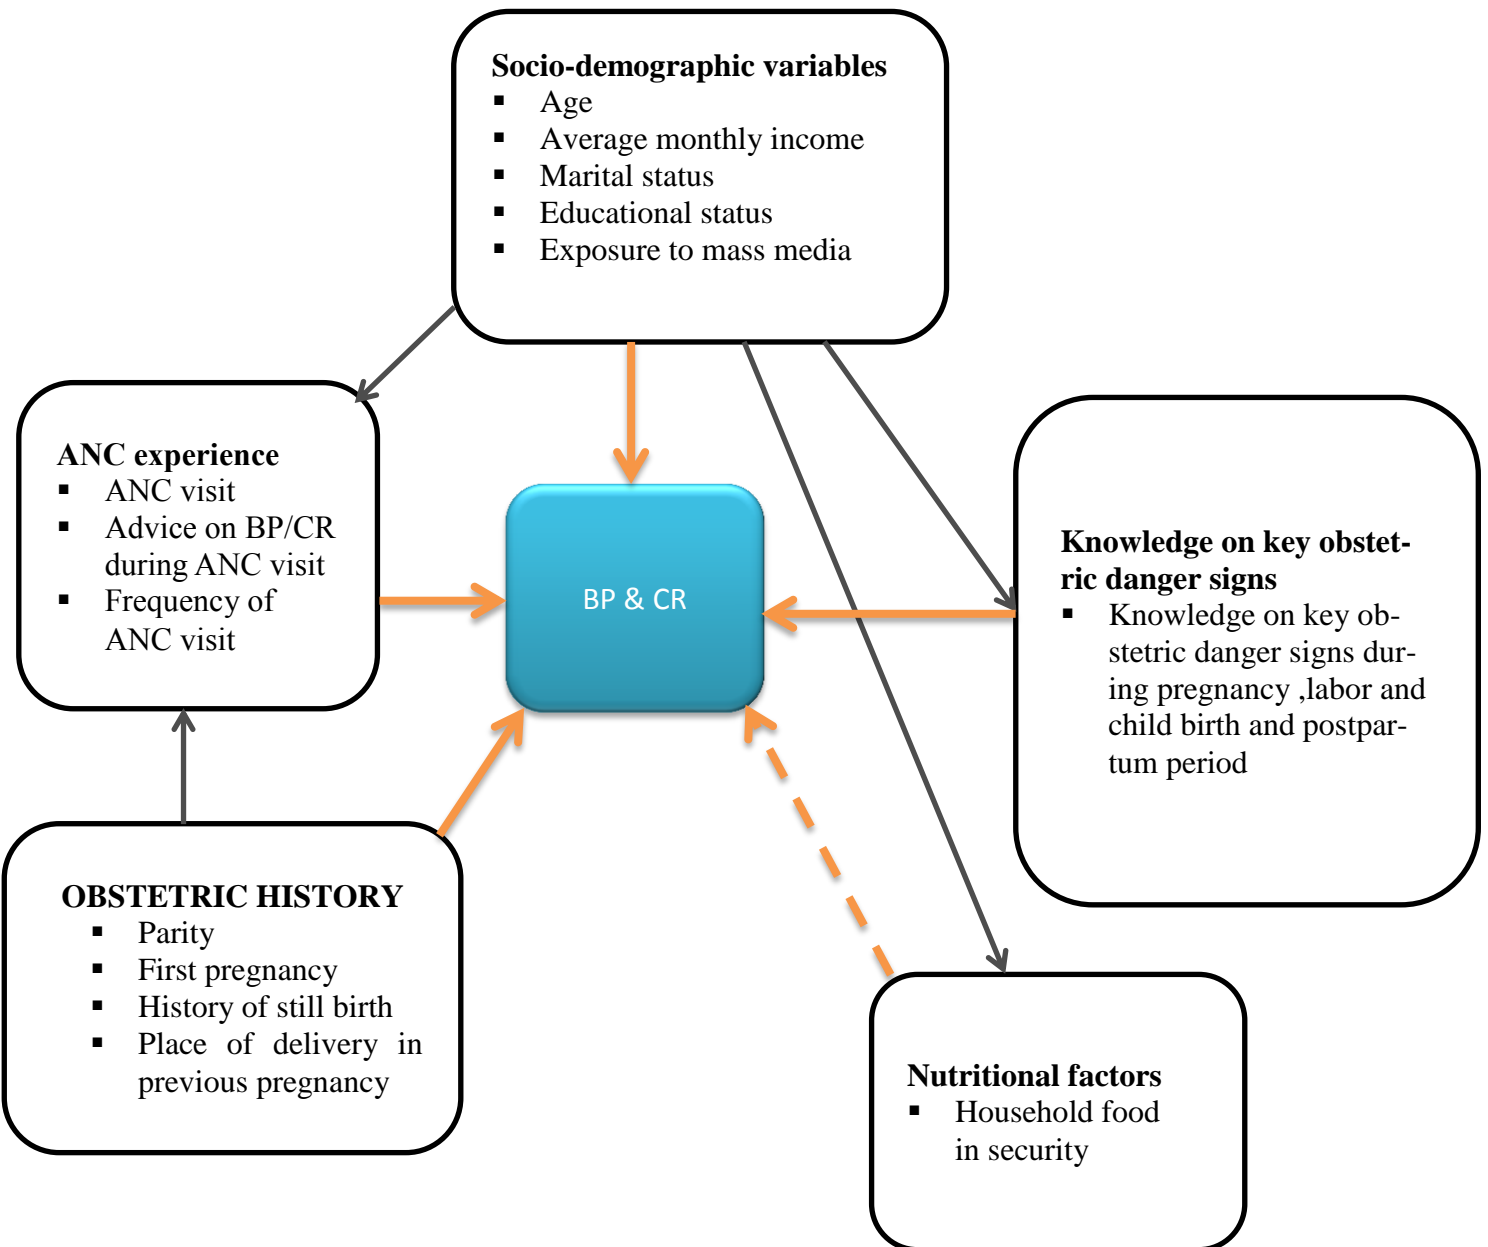 Socio-demographic variables
▪ Age
▪ Average monthly income
▪ Marital status
▪ Educational status
▪ Exposure to mass media
ANC experience
▪ ANC visit
▪ Advice on BP/CR
during ANC visit
▪ Frequency of
ANC visit
BP & CR
Knowledge on key obstet-
ric danger signs
▪ Knowledge on key ob-
stetric danger signs dur-
ing pregnancy ,labor and
child birth and postpar-
tum period
OBSTETRIC HISTORY
▪ Parity
▪ First pregnancy
▪ History of still birth
▪ Place of delivery in
previous pregnancy
Nutritional factors
▪ Household food
in security